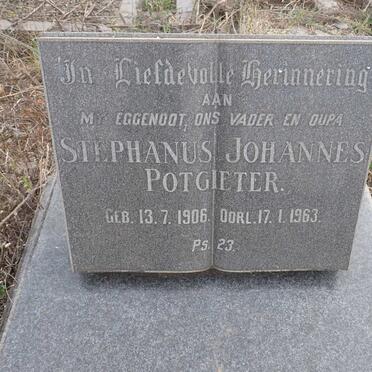 In Liefdevolle Herinnering
AAN
MY EGGENOOT, ONS VADER EN OUPA
STEPHANUS JOHANNES
POTGIETER.
GEB. 13.7.1906. OORL. 17.1.1963.
PS. 23.